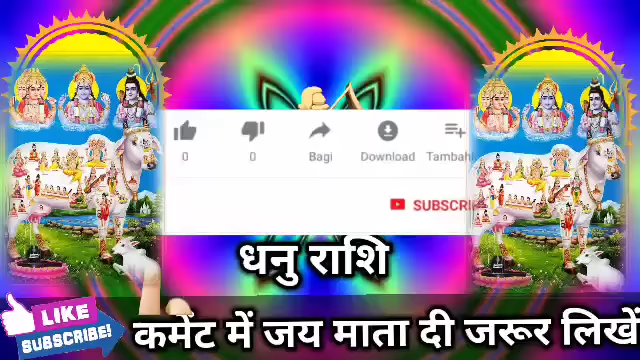 0 0 Bagi Download Tambah
SUBSCRI
धनु राशि
LIKE
SUBSCRIBE!
कमेंट में जय माता दी जरूर लिखें